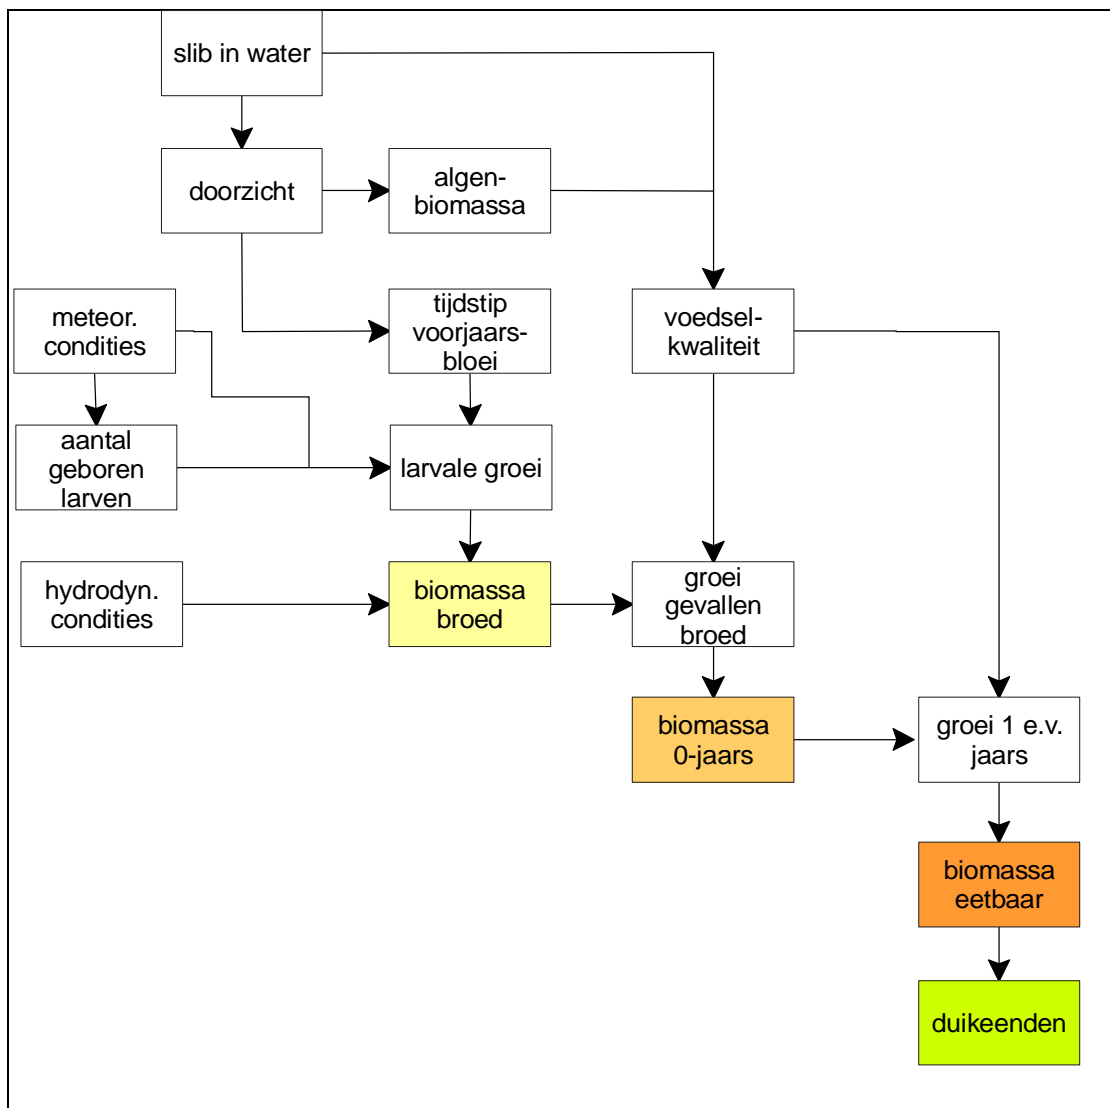 slib in water
doorzicht
algen-
biomassa
meteor.
condities
tijdstip
voorjaars-
bloei
voedsel-
kwaliteit
aantal
geboren
larven
larvale groei
hydrodyn.
condities
biomassa
broed
groei
gevallen
broed
biomassa
0-jaars
groei 1 e.v.
jaars
biomassa
eetbaar
duikeenden